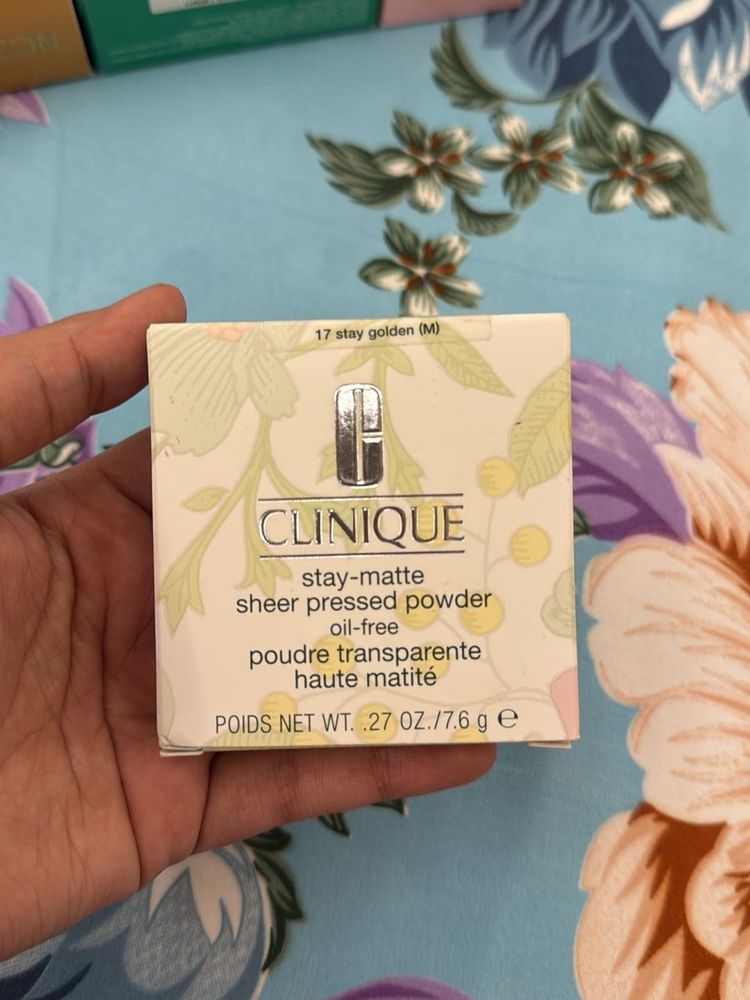 17 stay golden (M)
CLINIQUE
stay-matte
sheer pressed powder
oil-free
poudre transparente
haute matité
POIDS NET WT. .27 OZ./7.6 g ℮